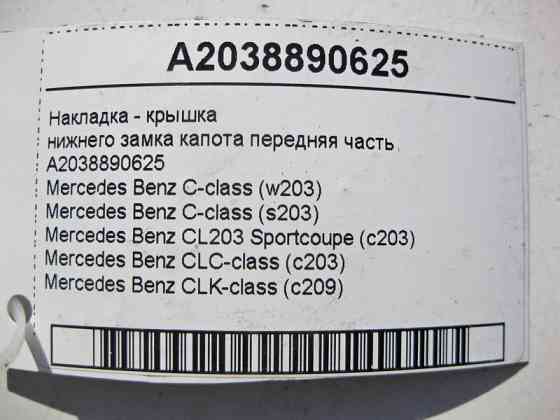 A2038890625
Накладка - крышка
нижнего замка капота передняя часть
A2038890625
Mercedes Benz C-class (w203)
Mercedes Benz C-class (s203)
Mercedes Benz CL203 Sportcoupe (c203)
Mercedes Benz CLC-class (c203)
Mercedes Benz CLK-class (c209)